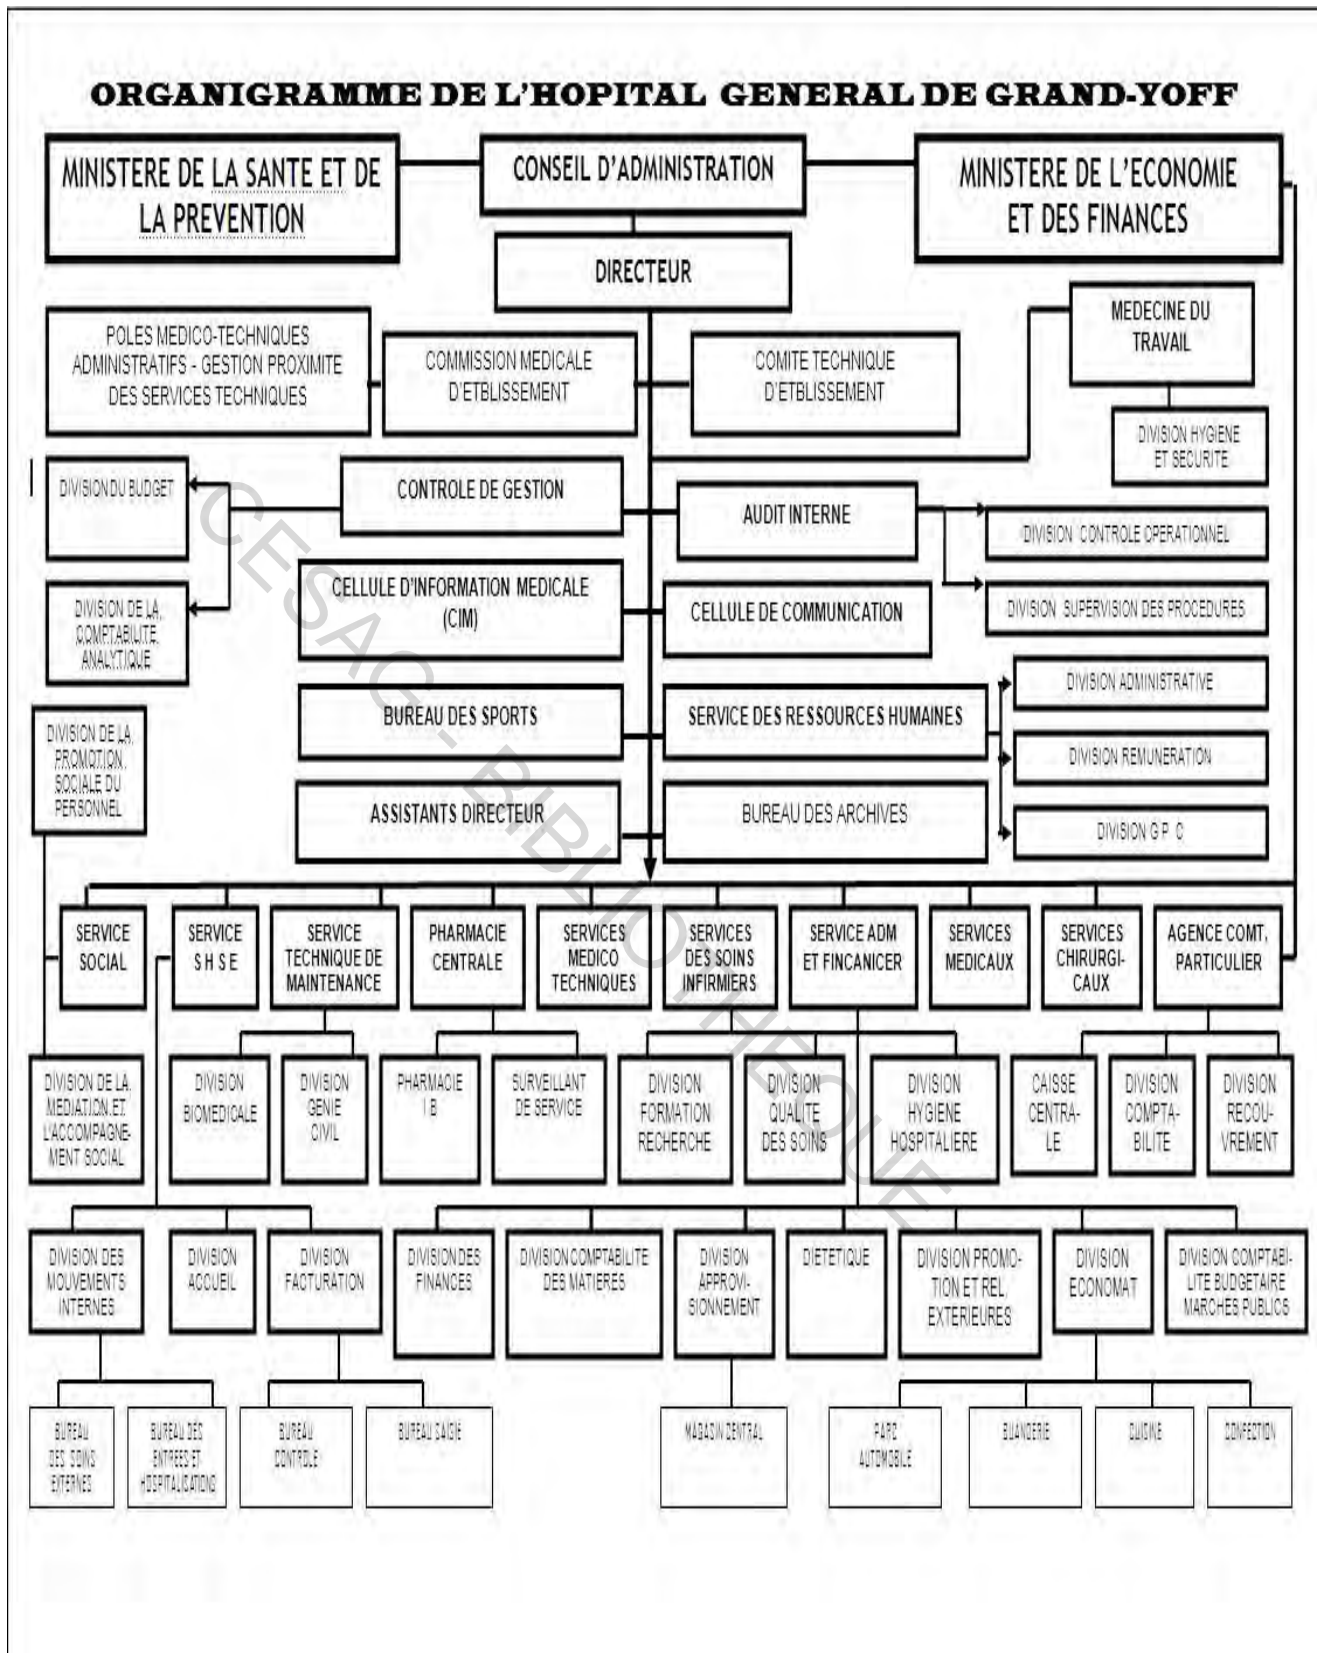 ORGANIGRAMME DE L'HOPITAL GENERAL DE GRAND-YOFF
MINISTERE DE LA SANTE ET DE
LA PREVENTION
CONSEIL D'ADMINISTRATION
MINISTERE DE L'ECONOMIE
ET DES FINANCES
DIRECTEUR
MEDECINE DU
TRAVAIL
POLES MEDICO-TECHNIQUES
ADMINISTRATIFS - GESTION PROXIMITE
DES SERVICES TECHNIQUES
COMMISSION MEDICALE
D'ETBLISSEMENT
COMITE TECHNIQUE
D'ETBLISSEMENT
DIVISION HYGIENE
ET SECURITE
DIVISION DU BUDGET
CONTROLE DE GESTION
AUDIT INTERNE
DIVISION CONTROLE OPERATIONNEL
DIVISION DE LA
COMPTABILITE
ANALYTIQUE
CELLULE D'INFORMATION MEDICALE
(CIM)
CELLULE DE COMMUNICATION
DIVISION SUPERVISION DES PROCEDURES
DIVISION ADMINISTRATIVE
DIVISION DE LA
PROMOTION
SOCIALE DU
PERSONNEL
BUREAU DES SPORTS
SERVICE DES RESSOURCES HUMAINES
DIVISION REMUNERATION
ASSISTANTS DIRECTEUR
BUREAU DES ARCHIVES
DIVISION G P C
SERVICE
SOCIAL
SERVICE
S H S E
SERVICE
TECHNIQUE DE
MAINTENANCE
PHARMACIE
CENTRALE
SERVICES
MEDICO
TECHNIQUES
SERVICES
DES SOINS
INFIRMIERS
SERVICE ADM
ET FINCANICER
SERVICES
MEDICAUX
SERVICES
CHIRURGI-
CAUX
AGENCE COMT.
PARTICULIER
DIVISION DE LA
MEDIATION ET
L'ACCOMPAGNE-
MENT SOCIAL
DIVISION
BIOMEDICALE
DIVISION
GENIE
CIVIL
PHARMACIE
I B
SURVEILLANT
DE SERVICE
DIVISION
FORMATION
RECHERCHE
DIVISION
QUALITE
DES SOINS
DIVISION
HYGIENE
HOSPITALIERE
CAISSE
CENTRA-
LE
DIVISION
COMPTA-
BILITE
DIVISION
RECOU-
VREMENT
DIVISION DES
MOUVEMENTS
INTERNES
DIVISION
ACCUEIL
DIVISION
FACTURATION
DIVISION DES
FINANCES
DIVISION COMPTABILITE
DES MATIERES
DIVISION
APPROVI-
SIONNEMENT
DIETETIQUE
DIVISION PROMO-
TION ET REL.
EXTERIEURES
DIVISION
ECONOMAT
DIVISION COMPTABI-
LITE BUDGETAIRE
MARCHES PUBLICS
BUREAU
DES SOINS
EXTERNES
BUREAU DES
ENTREES ET
HOSPITALISATIONS
BUREAU
CONTROLE
BUREAU SAISIE
MAGASIN CENTRAL
PARC
AUTOMOBILE
BUANDERIE
CUISINE
CONFECTION
CESAG - BIBLIOTHEQUE